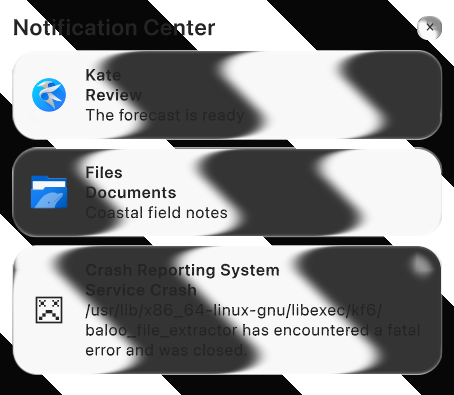 Notification Center
Kate
Review
The forecast is ready
Files
Documents
Coastal field notes
Crash Reporting System
Service Crash
/usr/lib/x86_64-linux-gnu/libexec/kf6/
baloo_file_extractor has encountered a fatal
error and was closed.